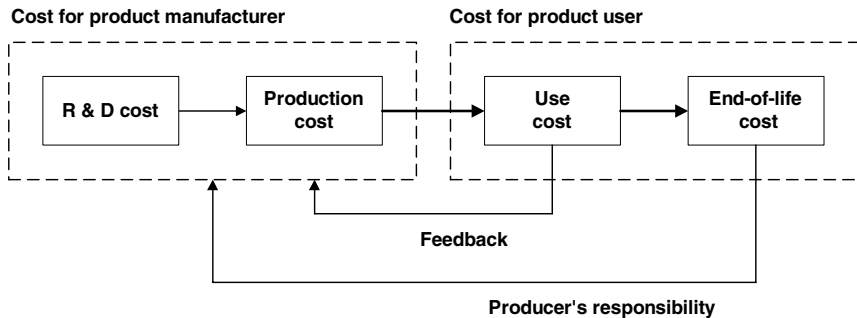 Cost for product manufacturer
Cost for product user
R & D cost
Production
cost
Use
cost
End-of-life
cost
Feedback
Producer's responsibility